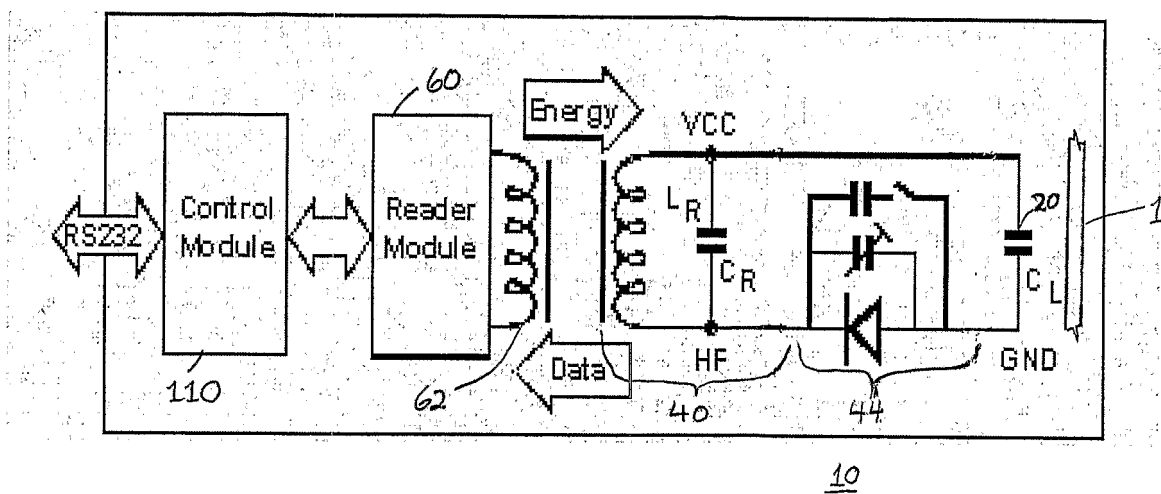 60
Energy
VCC
RS232
Control
Module
Reader
Module
L R
C R
20
C L
1
HF
GND
Data
110
62
40
44
10